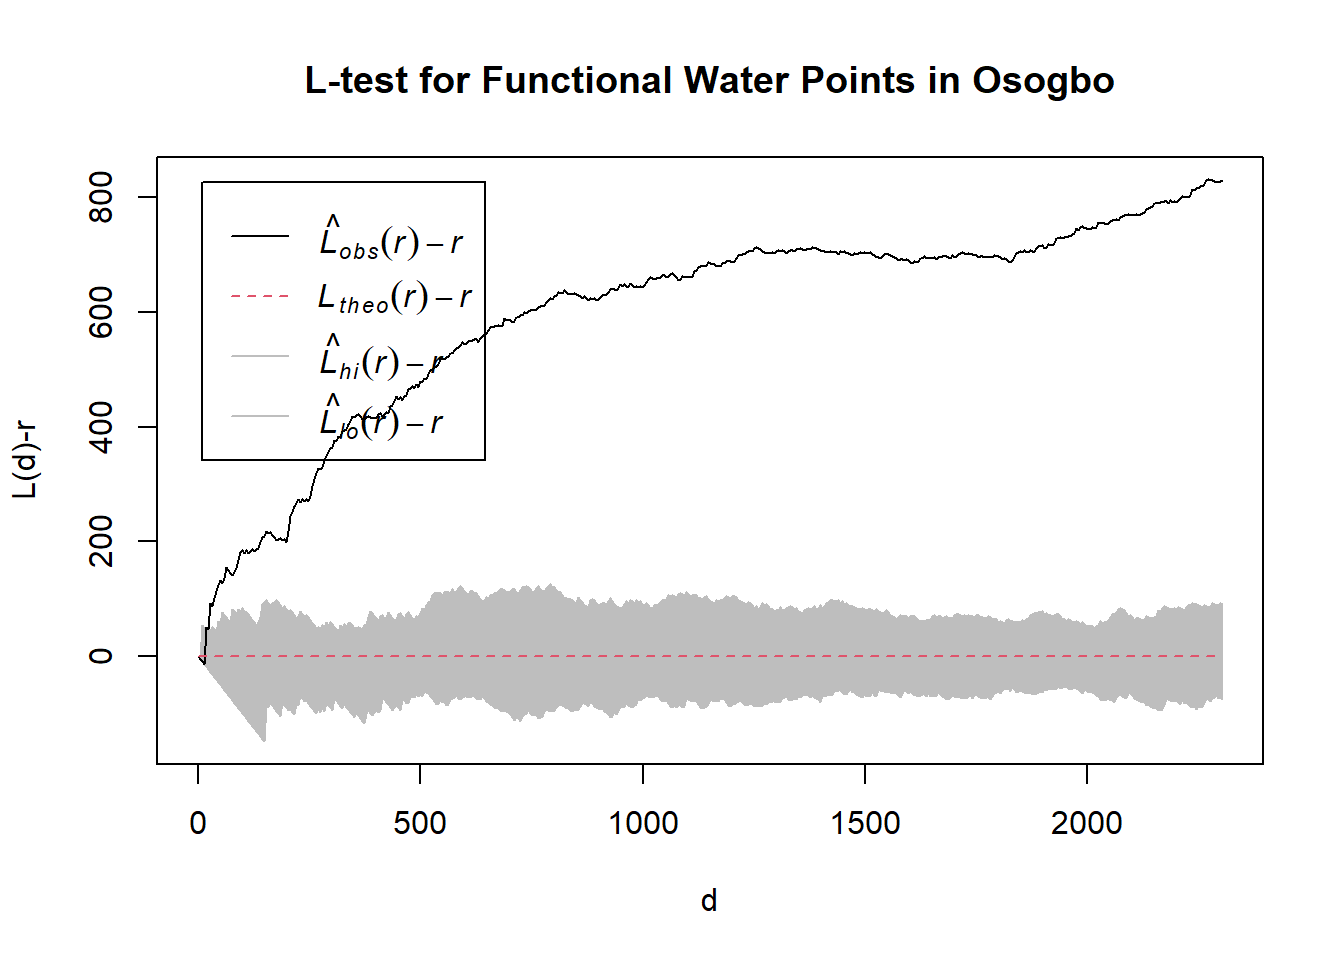 L-test for Functional Water Points in Osogbo
L̂obs(r) − r
Ltheo(r) − r
L̂hi(r) − r
L̂lo(r) − r
L(d)-r
800
600
400
200
0
0 500 1000 1500 2000
d